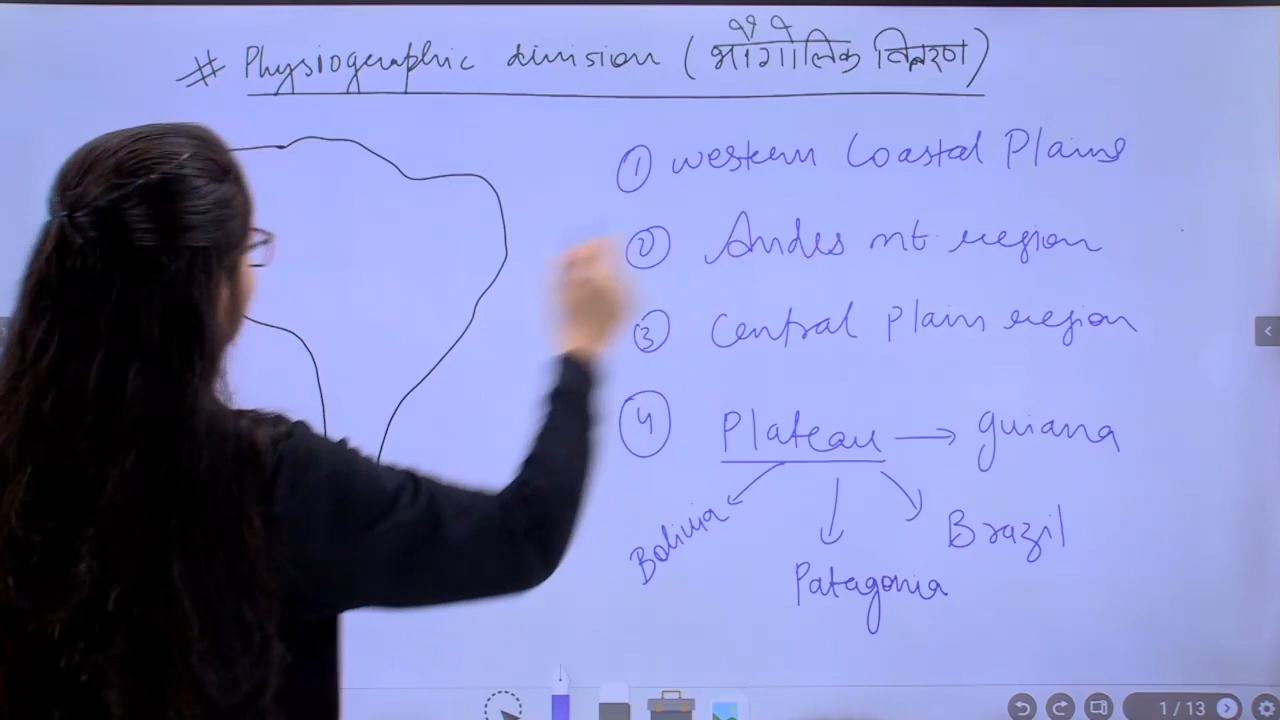 # Physiographic division (भौगोलिक विवरण)
① Western Coastal Plains
② Andes mt region
③ Central plain region
④ Plateau → guiana
Bolivia
Brazil
Patagonia
1 / 13